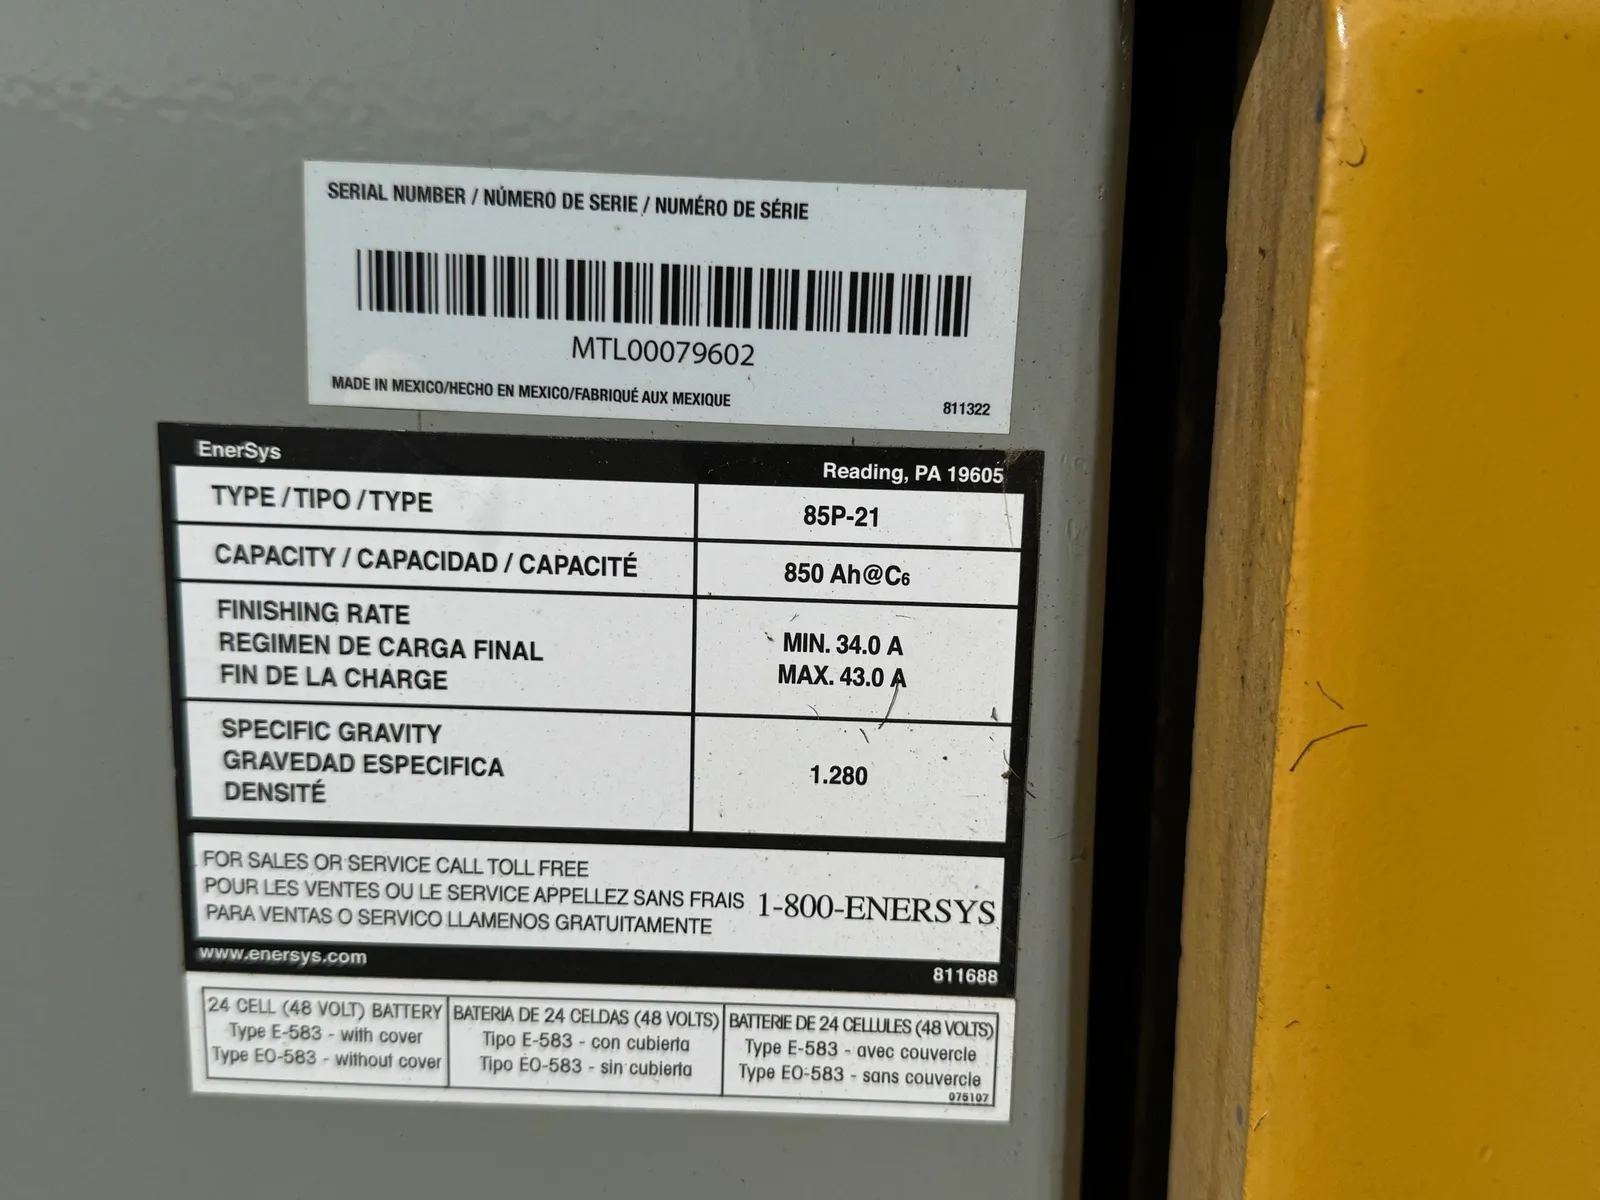 SERIAL NUMBER / NÚMERO DE SERIE / NUMÉRO DE SÉRIE
MTL00079602
MADE IN MEXICO/HECHO EN MEXICO/FABRIQUÉ AUX MEXIQUE
811322
EnerSys
Reading, PA 19605
TYPE / TIPO / TYPE
85P-21
CAPACITY / CAPACIDAD / CAPACITÉ
850 Ah@C6
FINISHING RATE
REGIMEN DE CARGA FINAL
FIN DE LA CHARGE
MIN. 34.0 A
MAX. 43.0 A
SPECIFIC GRAVITY
GRAVEDAD ESPECIFICA
DENSITÉ
1.280
FOR SALES OR SERVICE CALL TOLL FREE
POUR LES VENTES OU LE SERVICE APPELLEZ SANS FRAIS
PARA VENTAS O SERVICO LLAMENOS GRATUITAMENTE
1-800-ENERSYS
www.enersys.com
811688
24 CELL (48 VOLT) BATTERY
Type E-583 - with cover
Type EO-583 - without cover
BATERIA DE 24 CELDAS (48 VOLTS)
Tipo E-583 - con cubierta
Tipo EO-583 - sin cubierta
BATTERIE DE 24 CELLULES (48 VOLTS)
Type E-583 - avec couvercle
Type EO-583 - sans couvercle
075107